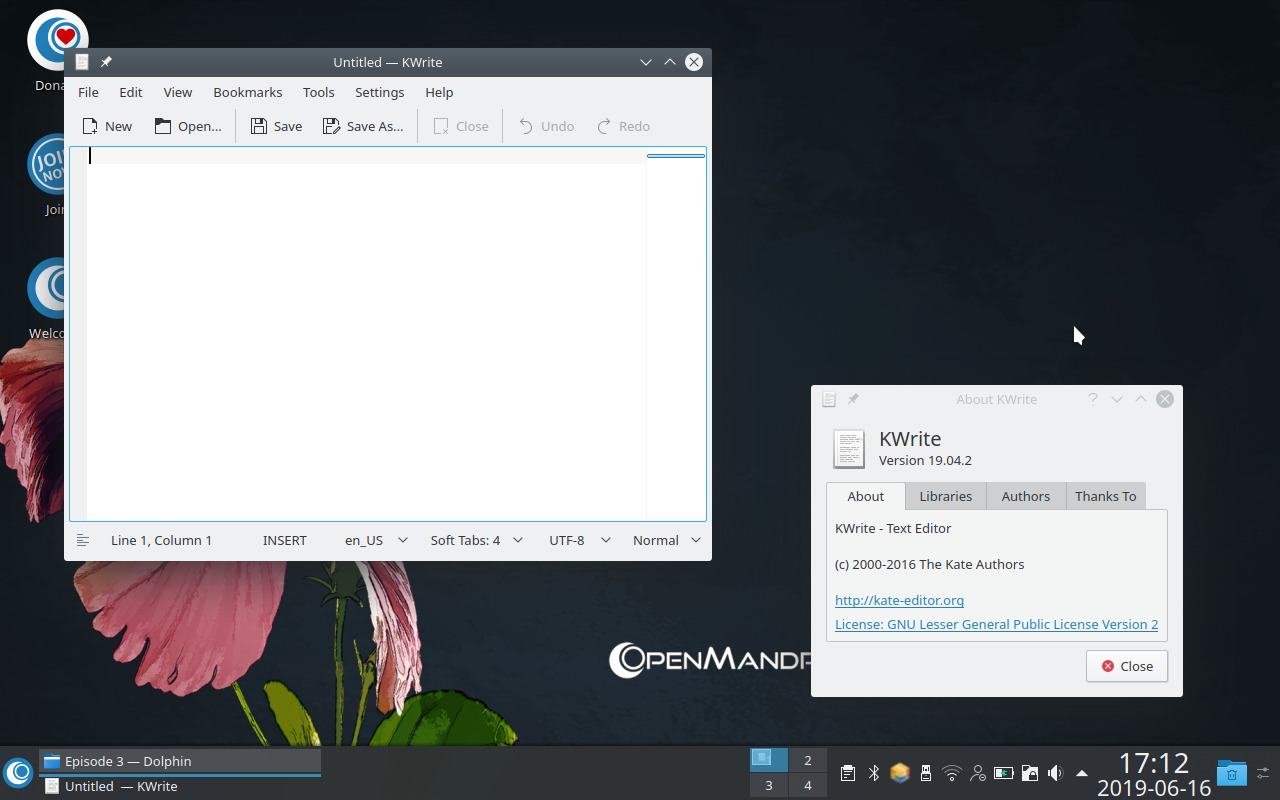 Untitled — KWrite
File Edit View Bookmarks Tools Settings Help
New Open... Save Save As... Close Undo Redo
JOIN
NOW
Line 1, Column 1 INSERT en_US Soft Tabs: 4 UTF-8 Normal
About KWrite
KWrite
Version 19.04.2
About Libraries Authors Thanks To
KWrite - Text Editor
(c) 2000-2016 The Kate Authors
http://kate-editor.org
License: GNU Lesser General Public License Version 2
Close
Episode 3 — Dolphin
Untitled — KWrite
2
3 4
17:12
2019-06-16